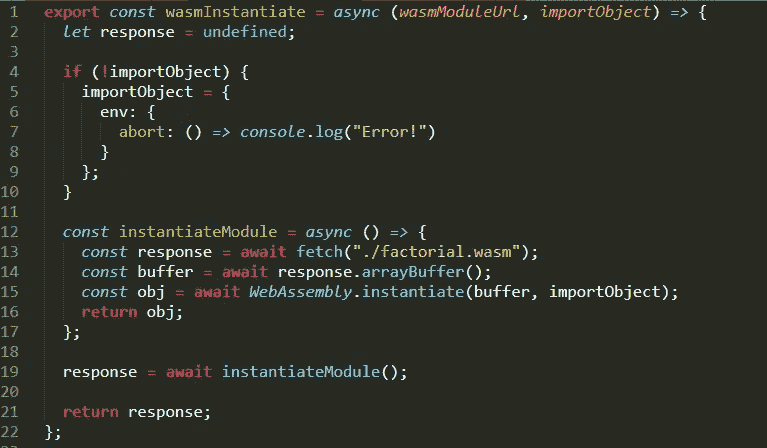 1 export const wasmInstantiate = async (wasmModuleUrl, importObject) => {
2 let response = undefined;
3
4 if (!importObject) {
5 importObject = {
6 env: {
7 abort: () => console.log("Error!")
8 }
9 };
10 }
11
12 const instantiateModule = async () => {
13 const response = await fetch("./factorial.wasm");
14 const buffer = await response.arrayBuffer();
15 const obj = await WebAssembly.instantiate(buffer, importObject);
16 return obj;
17 };
18
19 response = await instantiateModule();
20
21 return response;
22 };